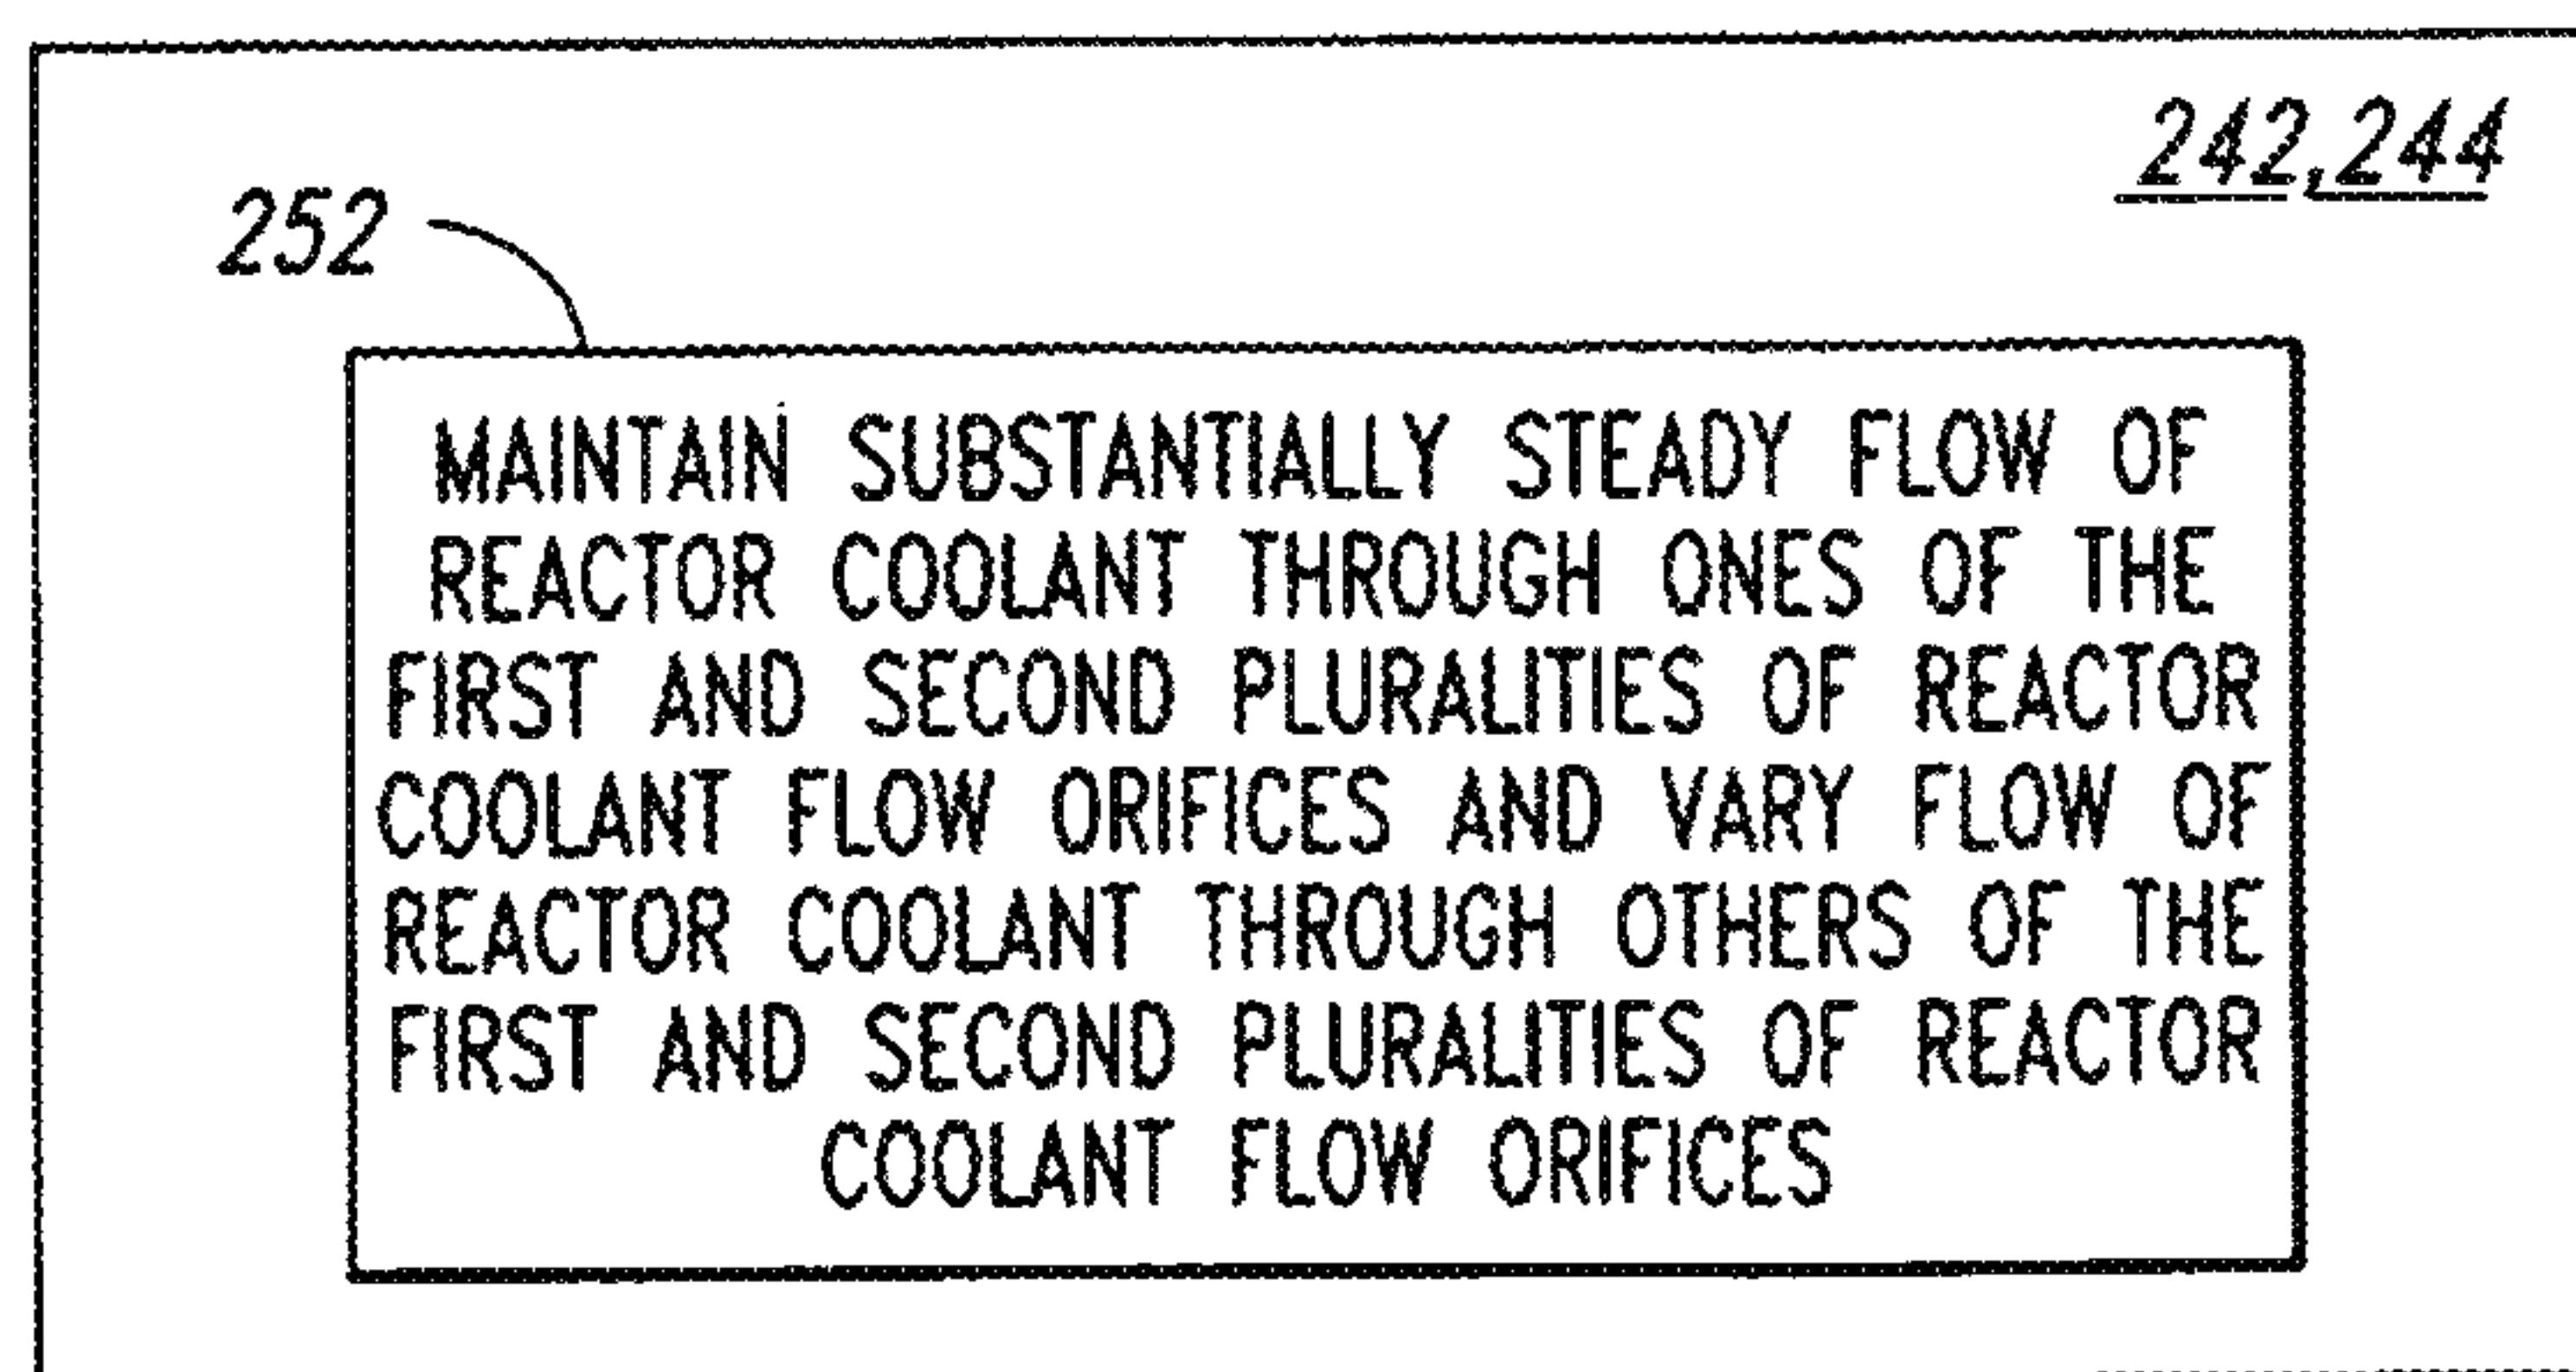 242,244
252
MAINTAIN SUBSTANTIALLY STEADY FLOW OF
REACTOR COOLANT THROUGH ONES OF THE
FIRST AND SECOND PLURALITIES OF REACTOR
COOLANT FLOW ORIFICES AND VARY FLOW OF
REACTOR COOLANT THROUGH OTHERS OF THE
FIRST AND SECOND PLURALITIES OF REACTOR
COOLANT FLOW ORIFICES